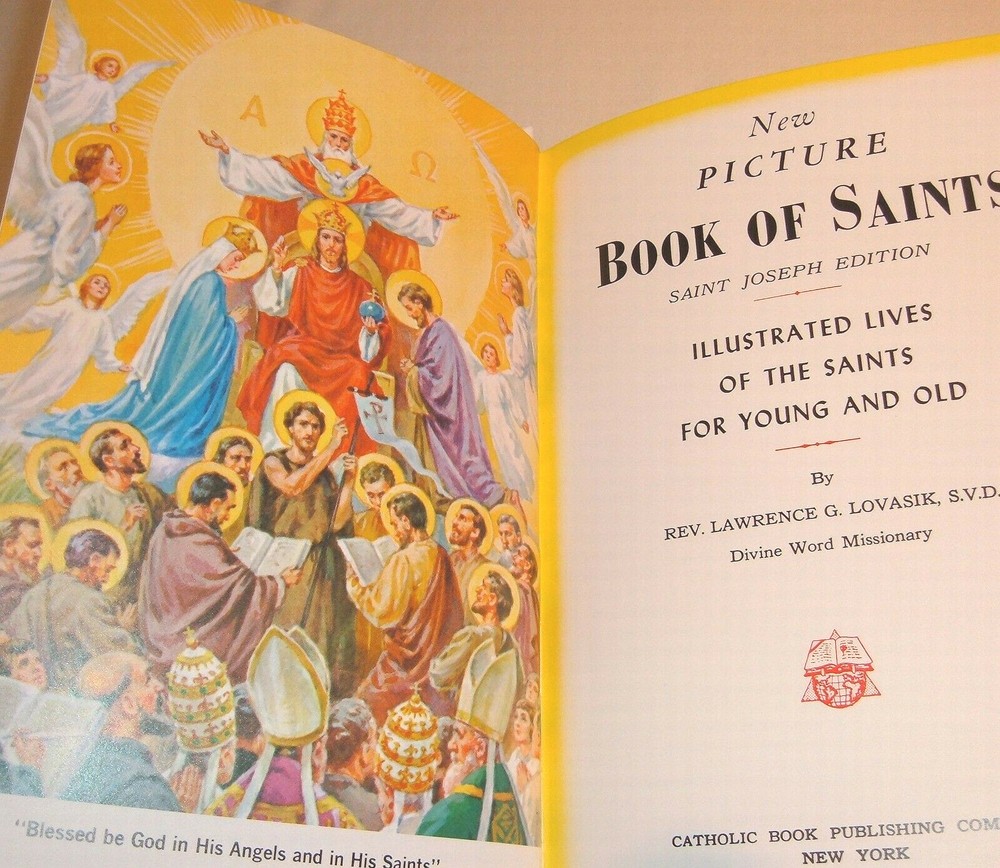 Α
Ω
"Blessed be God in His Angels and in His Saints"
New
PICTURE
BOOK OF SAINTS
SAINT JOSEPH EDITION
ILLUSTRATED LIVES
OF THE SAINTS
FOR YOUNG AND OLD
By
REV. LAWRENCE G. LOVASIK, S.V.D.
Divine Word Missionary
CATHOLIC BOOK PUBLISHING COM
NEW YORK